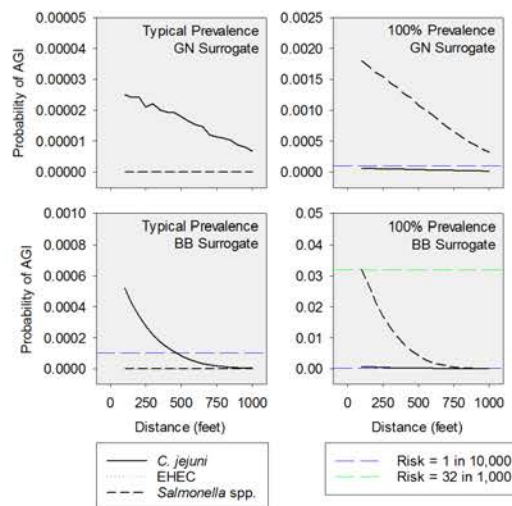 Typical Prevalence
GN Surrogate
0.00005
0.00004
0.00003
0.00002
0.00001
0.00000
Probability of AGI
100% Prevalence
GN Surrogate
0.0025
0.0020
0.0015
0.0010
0.0005
0.0000
Typical Prevalence
BB Surrogate
0.0010
0.0008
0.0006
0.0004
0.0002
0.0000
Probability of AGI
0 250 500 750 1000
Distance (feet)
100% Prevalence
BB Surrogate
0.05
0.04
0.03
0.02
0.01
0.00
0 250 500 750 1000
Distance (feet)
C. jejuni
EHEC
Salmonella spp.
Risk = 1 in 10,000
Risk = 32 in 1,000